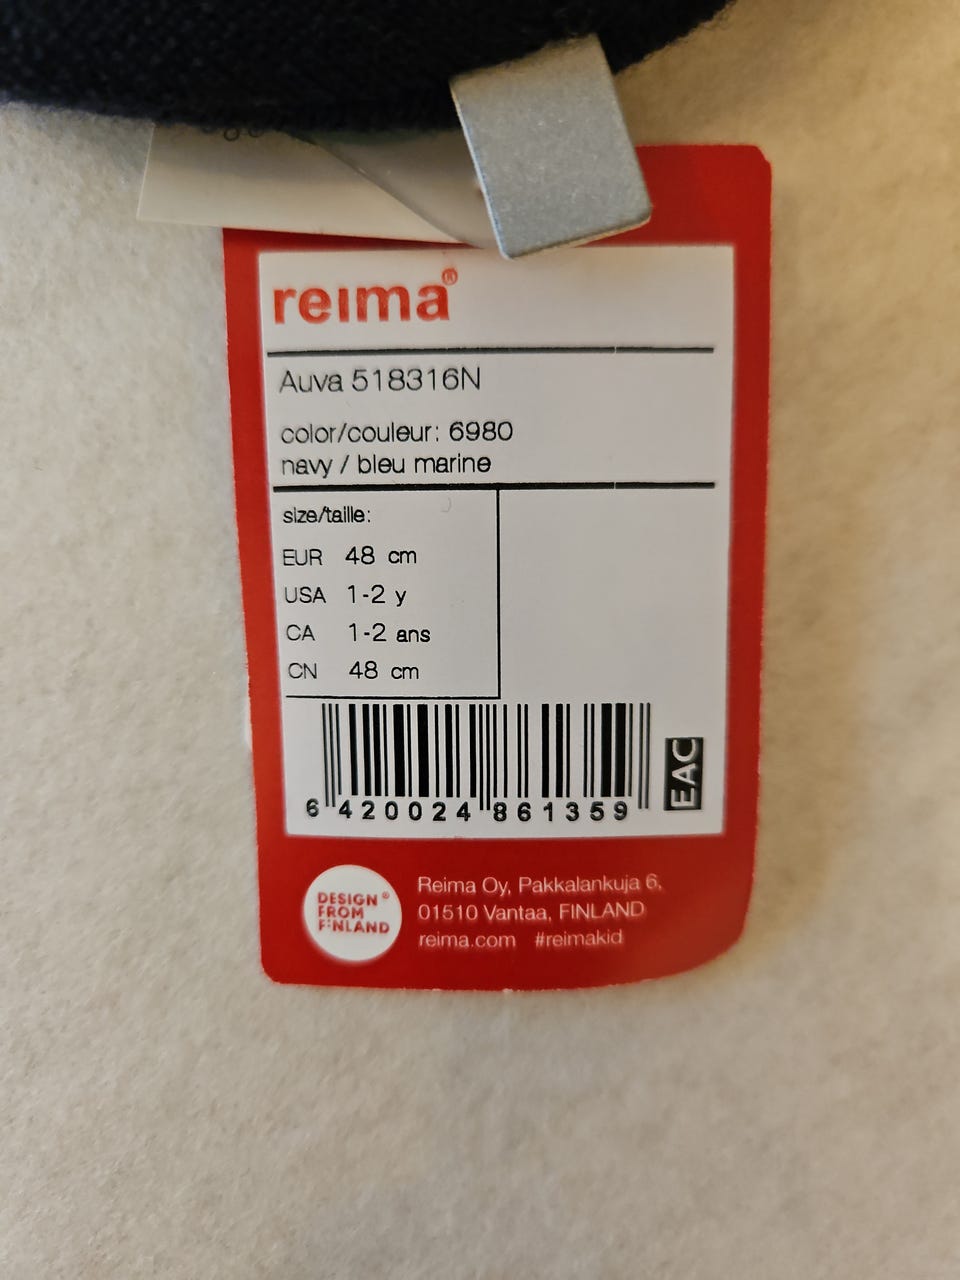 reima®
Auva 518316N
color/couleur: 6980
navy / bleu marine
size/taille:
EUR 48 cm
USA 1-2 y
CA 1-2 ans
CN 48 cm
6 420024 861359
EAC
DESIGN®
FROM
FINLAND
Reima Oy, Pakkalankuja 6,
01510 Vantaa, FINLAND
reima.com #reimakid